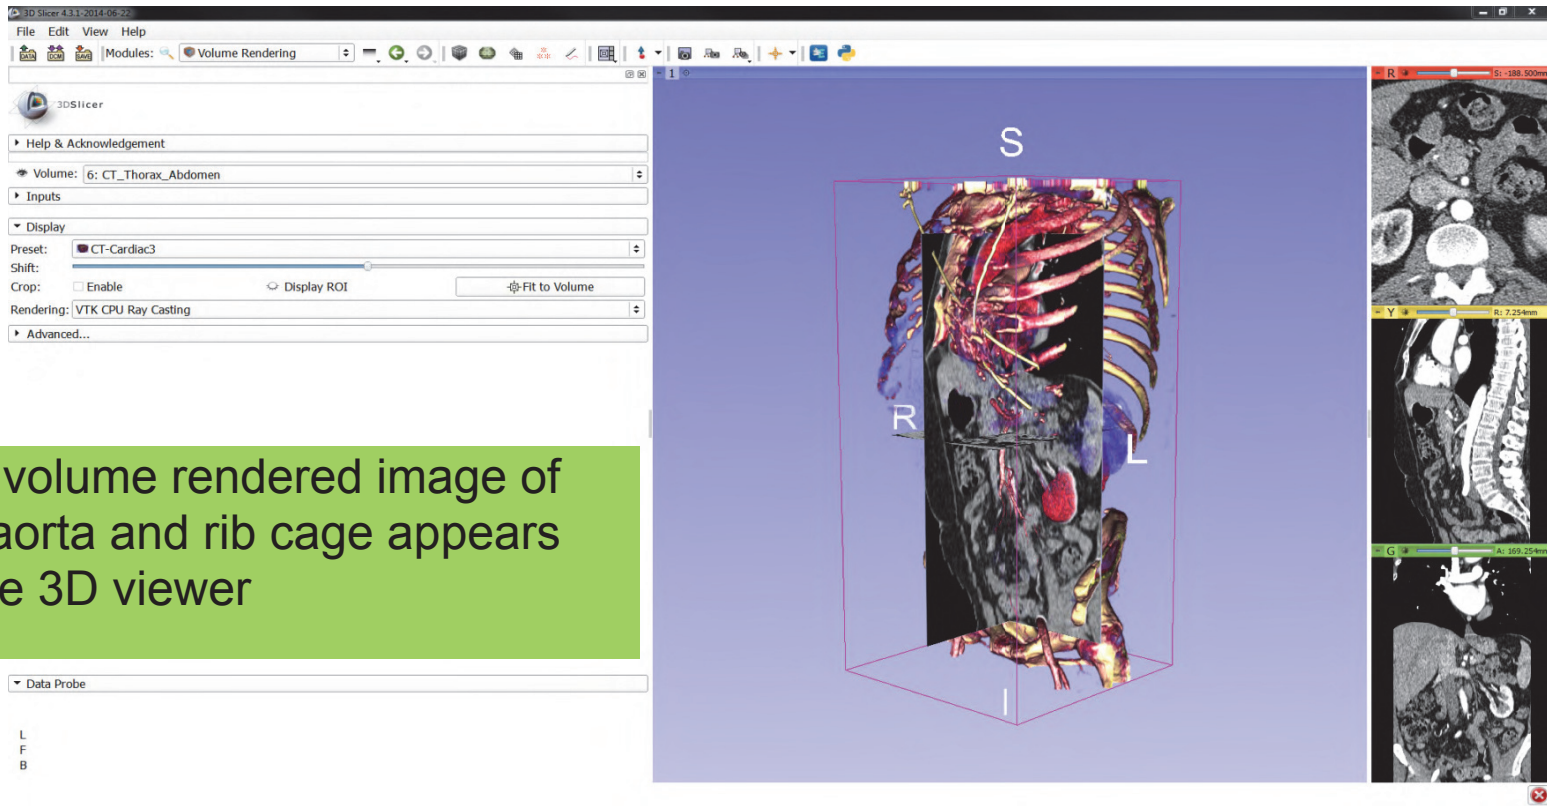 3D Slicer 4.3.1-2014-06-22
File Edit View Help
DATA DCM SAVE Modules: Volume Rendering
1
R S: -188.500mm
3DSlicer
Help & Acknowledgement
Volume: 6: CT_Thorax_Abdomen
Inputs
Display
Preset: CT-Cardiac3
Shift:
Crop: Enable Display ROI Fit to Volume
Rendering: VTK CPU Ray Casting
Advanced...
S
R
L
I
Y R: 7.254mm
G A: 169.254mm
volume rendered image of
aorta and rib cage appears
e 3D viewer
Data Probe
L
F
B